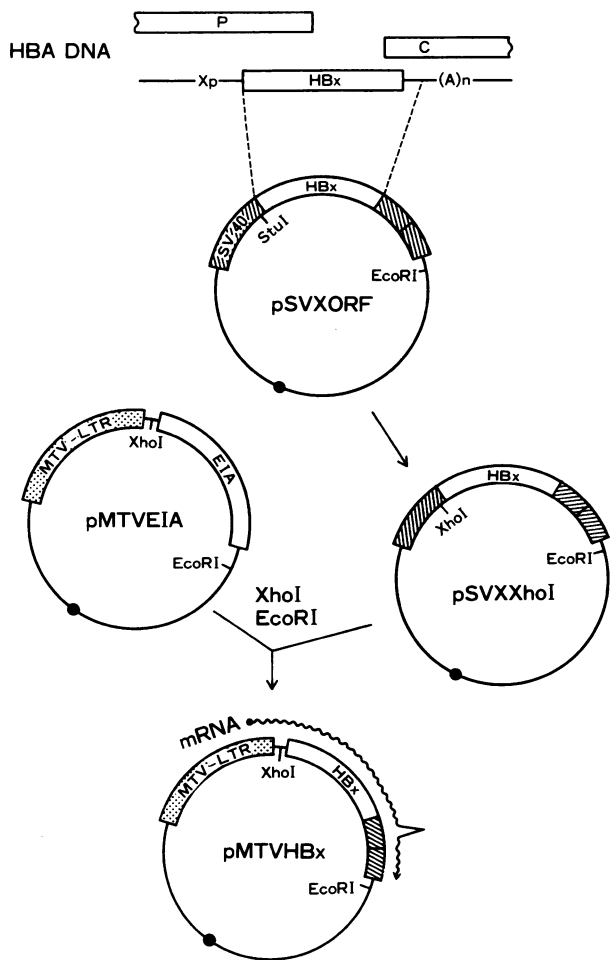 P
HBA DNA
C
Xp
HBx
(A)n
HBx
SV40
StuI
EcoRI
pSVXORF
MTV-LTR
XhoI
EIA
pMTVEIA
EcoRI
HBx
XhoI
EcoRI
pSVXXhoI
XhoI
EcoRI
mRNA
MTV-LTR
XhoI
HBx
pMTVHBx
EcoRI